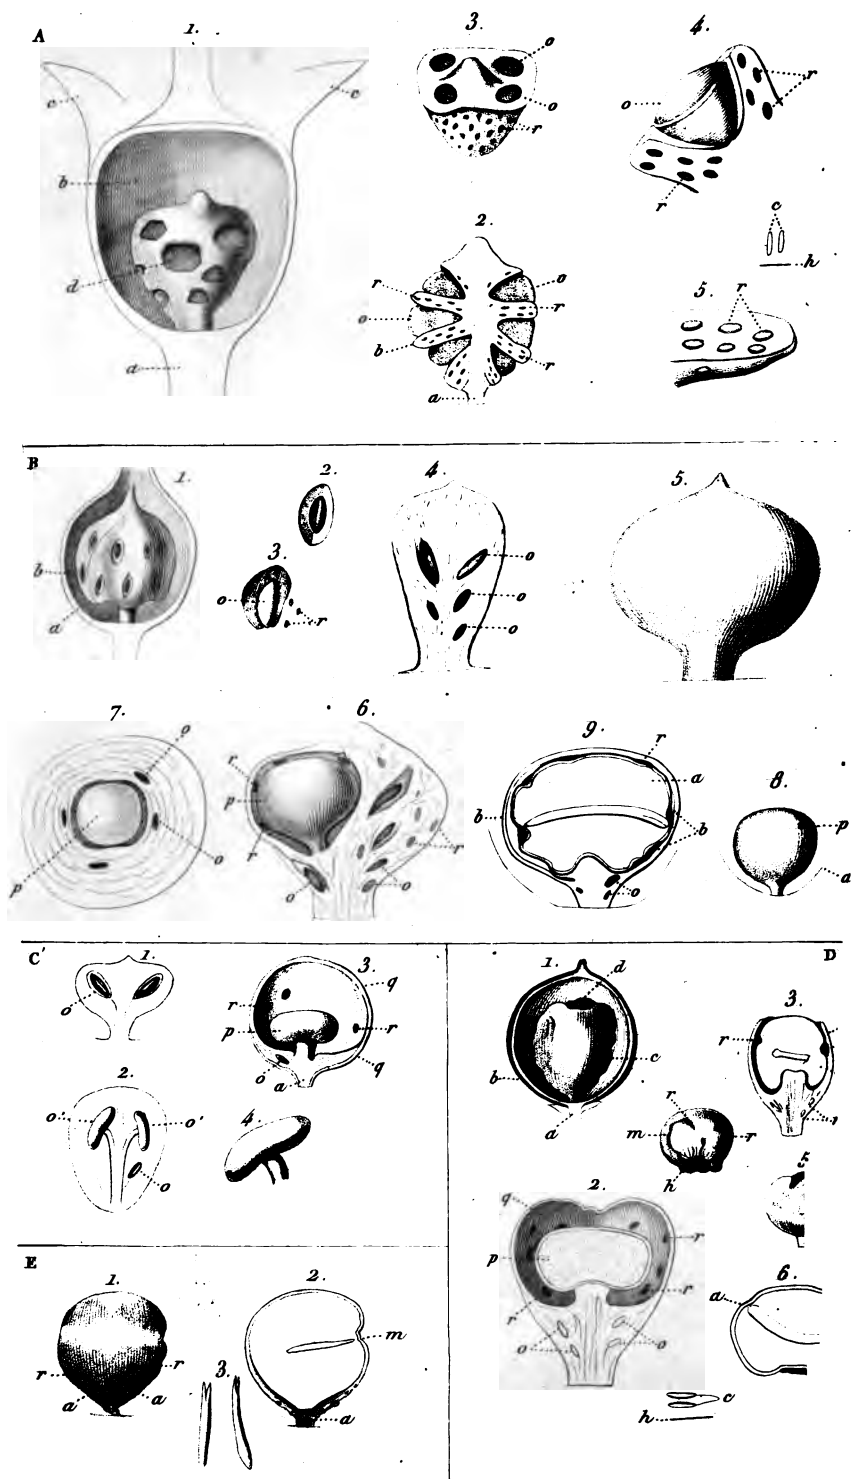 A 1. 3. 4.
c c o r
o o
b r
r
2. c
d r o h
o r 5. r
b
a r
a
B 1. 2. 4. 5.
3.
b o o
a r o
o
7. 6. 9. 8.
o r r
p a p
b b
r r
p o o o o a
C' 1. 3. D
o r q
p r
o q
a
2. 4.
o' o'
o
1. d 3.
b c r
a r
m r
h 5
q 2. 6.
r a
p
r r
o o
c
h
E 1. 2.
m
r r 3.
a a a